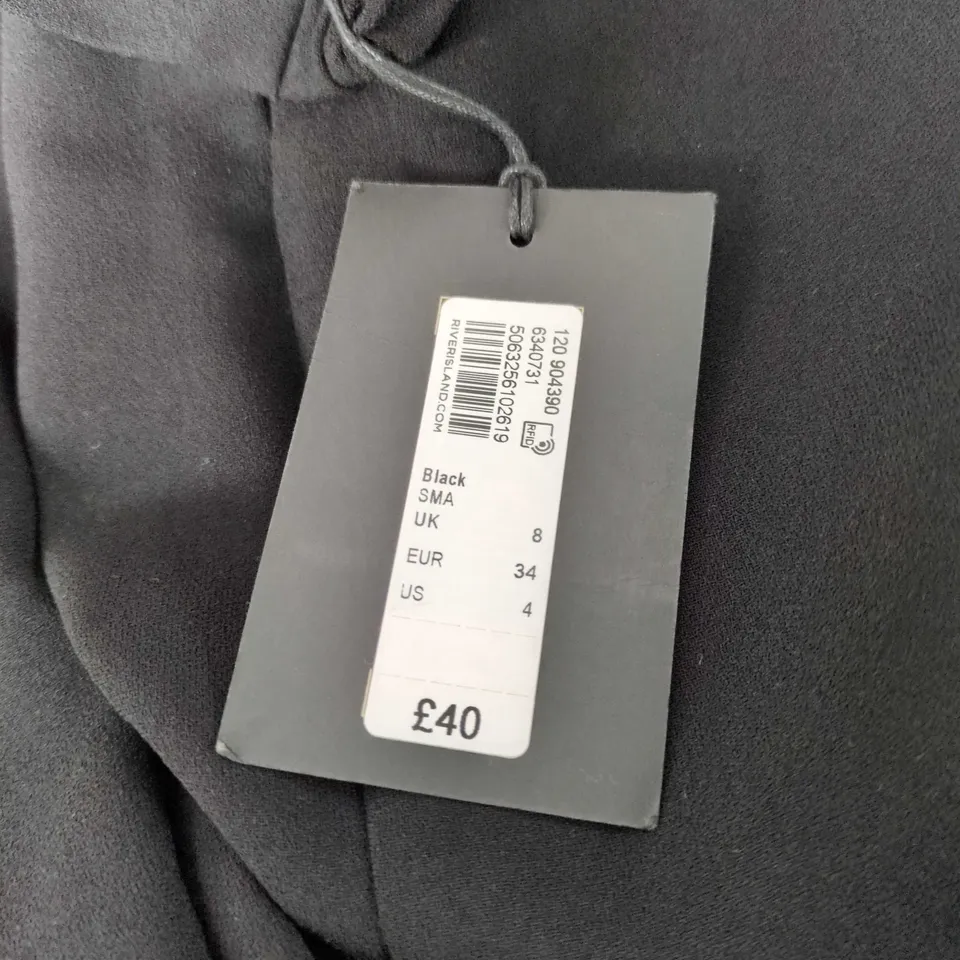 120 904390
6340731
RFID
5063256102619
RIVERISLAND.COM
Black
SMA
UK 8
EUR 34
US 4
£40